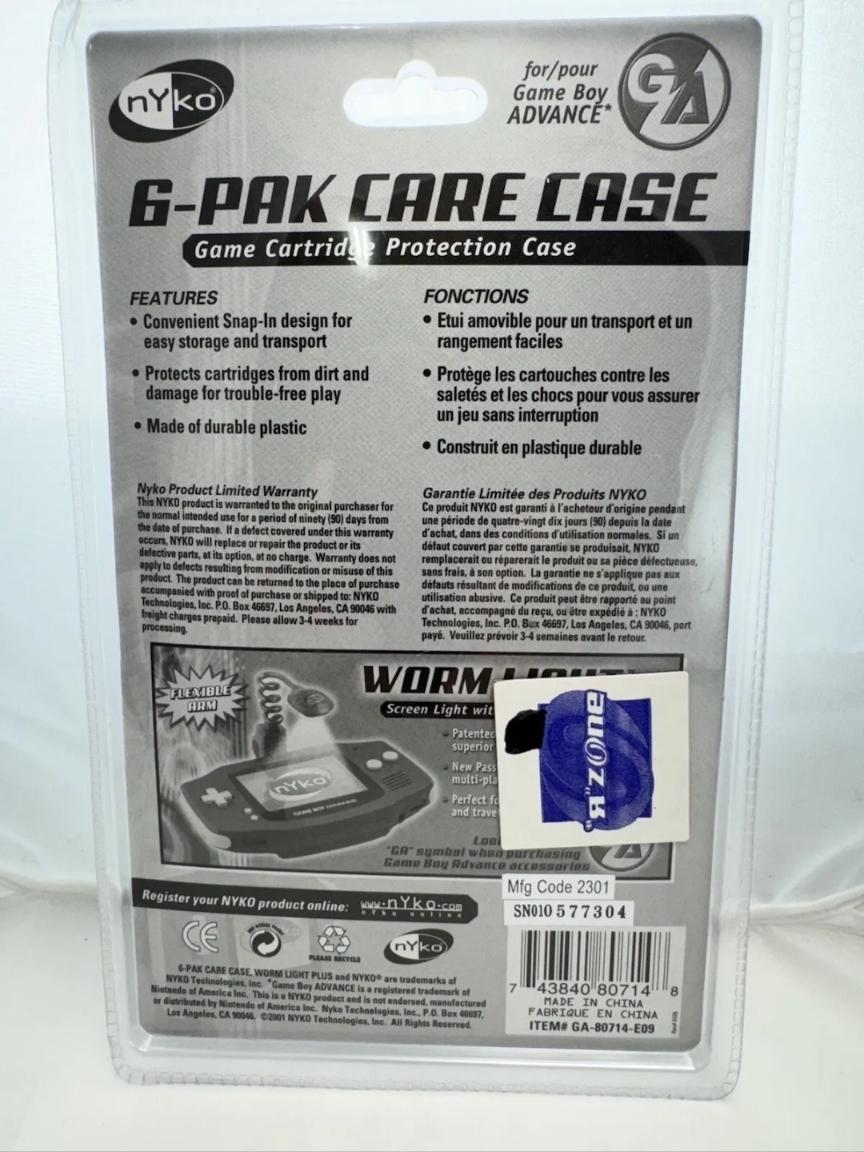 nYko
for/pour
Game Boy
ADVANCE*
GA
6-PAK CARE CASE
Game Cartridge Protection Case
FEATURES
• Convenient Snap-In design for
easy storage and transport
• Protects cartridges from dirt and
damage for trouble-free play
• Made of durable plastic
FONCTIONS
• Etui amovible pour un transport et un
rangement faciles
• Protège les cartouches contre les
saletés et les chocs pour vous assurer
un jeu sans interruption
• Construit en plastique durable
Nyko Product Limited Warranty
This NYKO product is warranted to the original purchaser for
the normal intended use for a period of ninety (90) days from
the date of purchase. If a defect covered under this warranty
occurs, NYKO will replace or repair the product or its
defective parts, at its option, at no charge. Warranty does not
apply to defects resulting from modification or misuse of this
product. The product can be returned to the place of purchase
accompanied with proof of purchase or shipped to: NYKO
Technologies, Inc. P.O. Box 46697, Los Angeles, CA 90046 with
freight charges prepaid. Please allow 3-4 weeks for
processing.
Garantie Limitée des Produits NYKO
Ce produit NYKO est garanti à l'acheteur d'origine pendant
une période de quatre-vingt dix jours (90) depuis la date
d'achat, dans des conditions d'utilisation normales. Si un
défaut couvert par cette garantie se produisait, NYKO
remplacerait ou réparerait le produit ou sa pièce défectueuse,
sans frais, à son option. La garantie ne s'applique pas aux
défauts résultant de modifications de ce produit, ou une
utilisation abusive. Ce produit peut être rapporté au point
d'achat, accompagné du reçu, ou être expédié à : NYKO
Technologies, Inc. P.O. Box 46697, Los Angeles, CA 90046, port
payé. Veuillez prévoir 3-4 semaines avant le retour.
FLEXIBLE
ARM
nYko
GAME BOY ADVANCE
WORM LIGHT
Screen Light wit
• Patented
superior
• New Pass
multi-pla
• Perfect fo
and trave
Look
"GA" symbol when purchasing
Game Boy Advance accessories
"Я"ZONE
Mfg Code 2301
SN010 577304
Register your NYKO product online: www.nYko.com
nYko online
CE
PLEASE RECYCLE
nYko
6-PAK CARE CASE, WORM LIGHT PLUS and NYKO® are trademarks of
NYKO Technologies, Inc. *Game Boy ADVANCE is a registered trademark of
Nintendo of America Inc. This is a NYKO product and is not endorsed, manufactured
or distributed by Nintendo of America Inc. Nyko Technologies, Inc., P.O. Box 46697,
Los Angeles, CA 90046. ©2001 NYKO Technologies, Inc. All Rights Reserved.
7 43840 80714 8
MADE IN CHINA
FABRIQUE EN CHINA
ITEM# GA-80714-E09